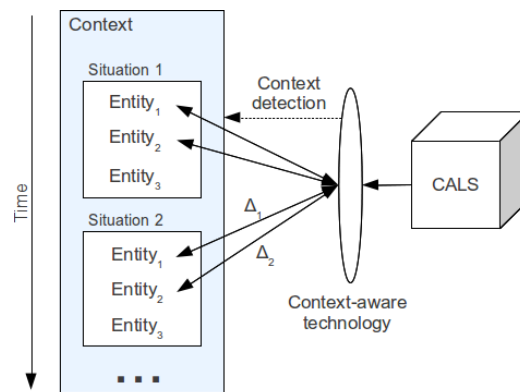 Context
Situation 1
Entity₁
Entity₂
Entity₃
Context
detection
CALS
Time
Situation 2
Δ₁
Entity₁
Δ₂
Entity₂
Entity₃
Context-aware
technology